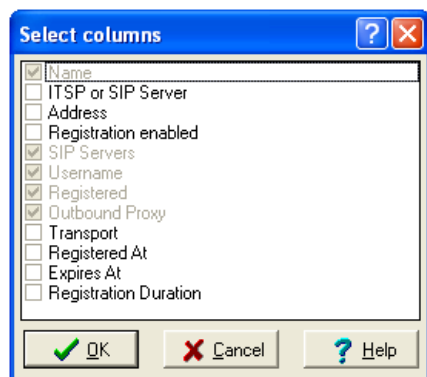 Select columns
Name
ITSP or SIP Server
Address
Registration enabled
SIP Servers
Username
Registered
Outbound Proxy
Transport
Registered At
Expires At
Registration Duration
OK Cancel Help